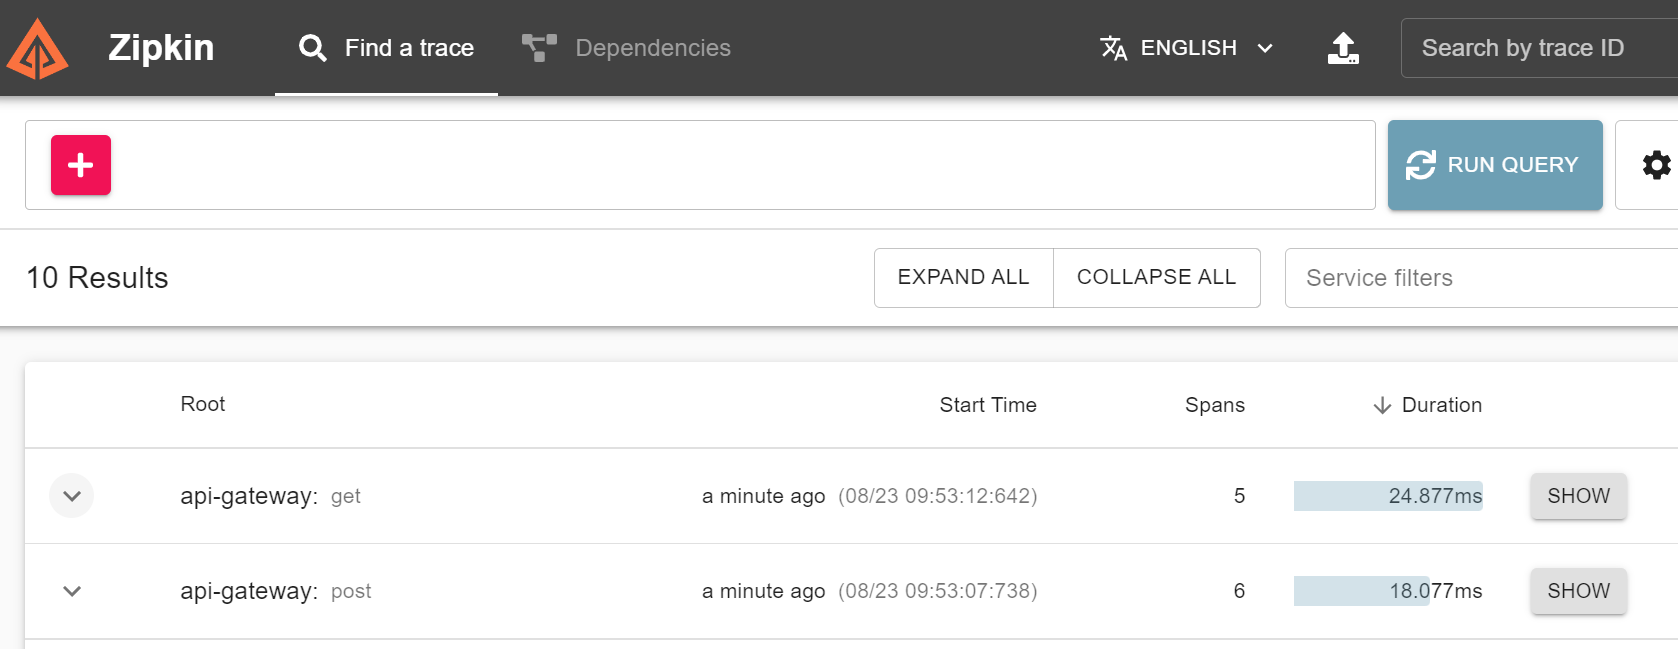 Zipkin Find a trace Dependencies ENGLISH Search by trace ID
RUN QUERY
10 Results EXPAND ALL COLLAPSE ALL Service filters
Root Start Time Spans Duration
api-gateway: get a minute ago (08/23 09:53:12:642) 5 24.877ms SHOW
api-gateway: post a minute ago (08/23 09:53:07:738) 6 18.077ms SHOW